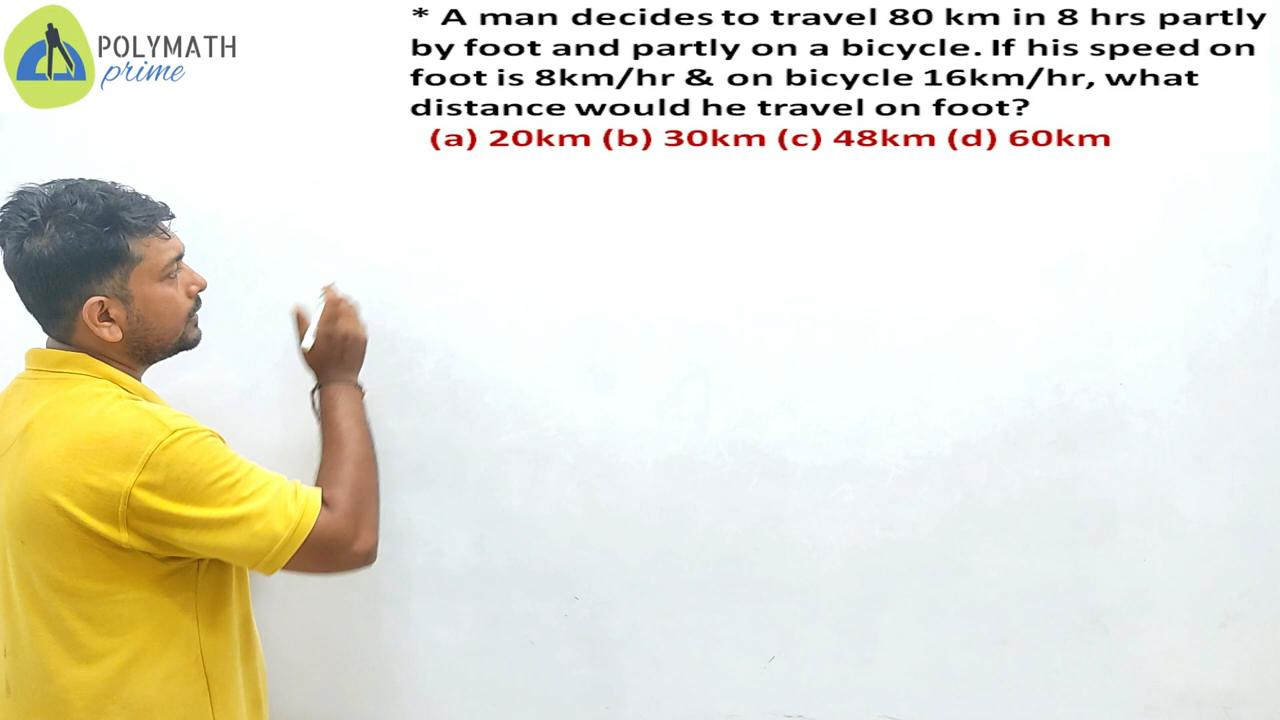 POLYMATH
prime
* A man decides to travel 80 km in 8 hrs partly
by foot and partly on a bicycle. If his speed on
foot is 8km/hr & on bicycle 16km/hr, what
distance would he travel on foot?
(a) 20km (b) 30km (c) 48km (d) 60km